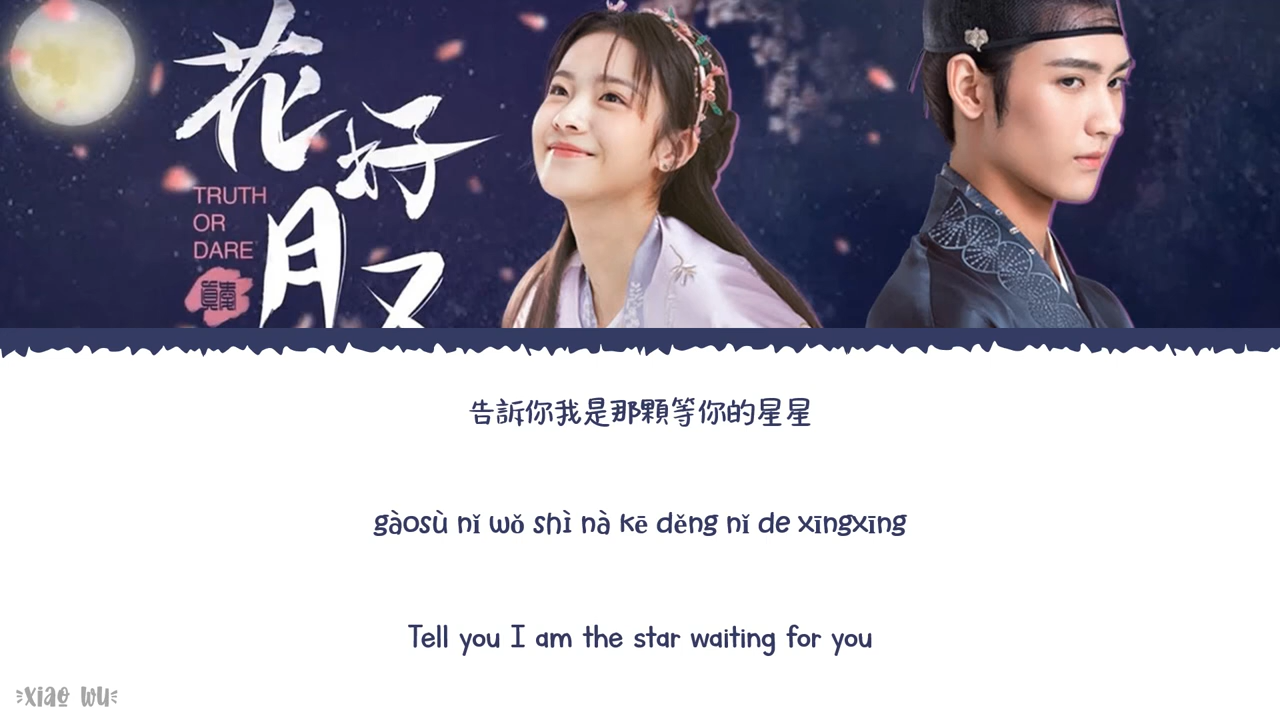 花好
月又
TRUTH
OR
DARE
告訴你我是那顆等你的星星
gàosù nǐ wǒ shì nà kē děng nǐ de xīngxīng
Tell you I am the star waiting for you
xiao wu